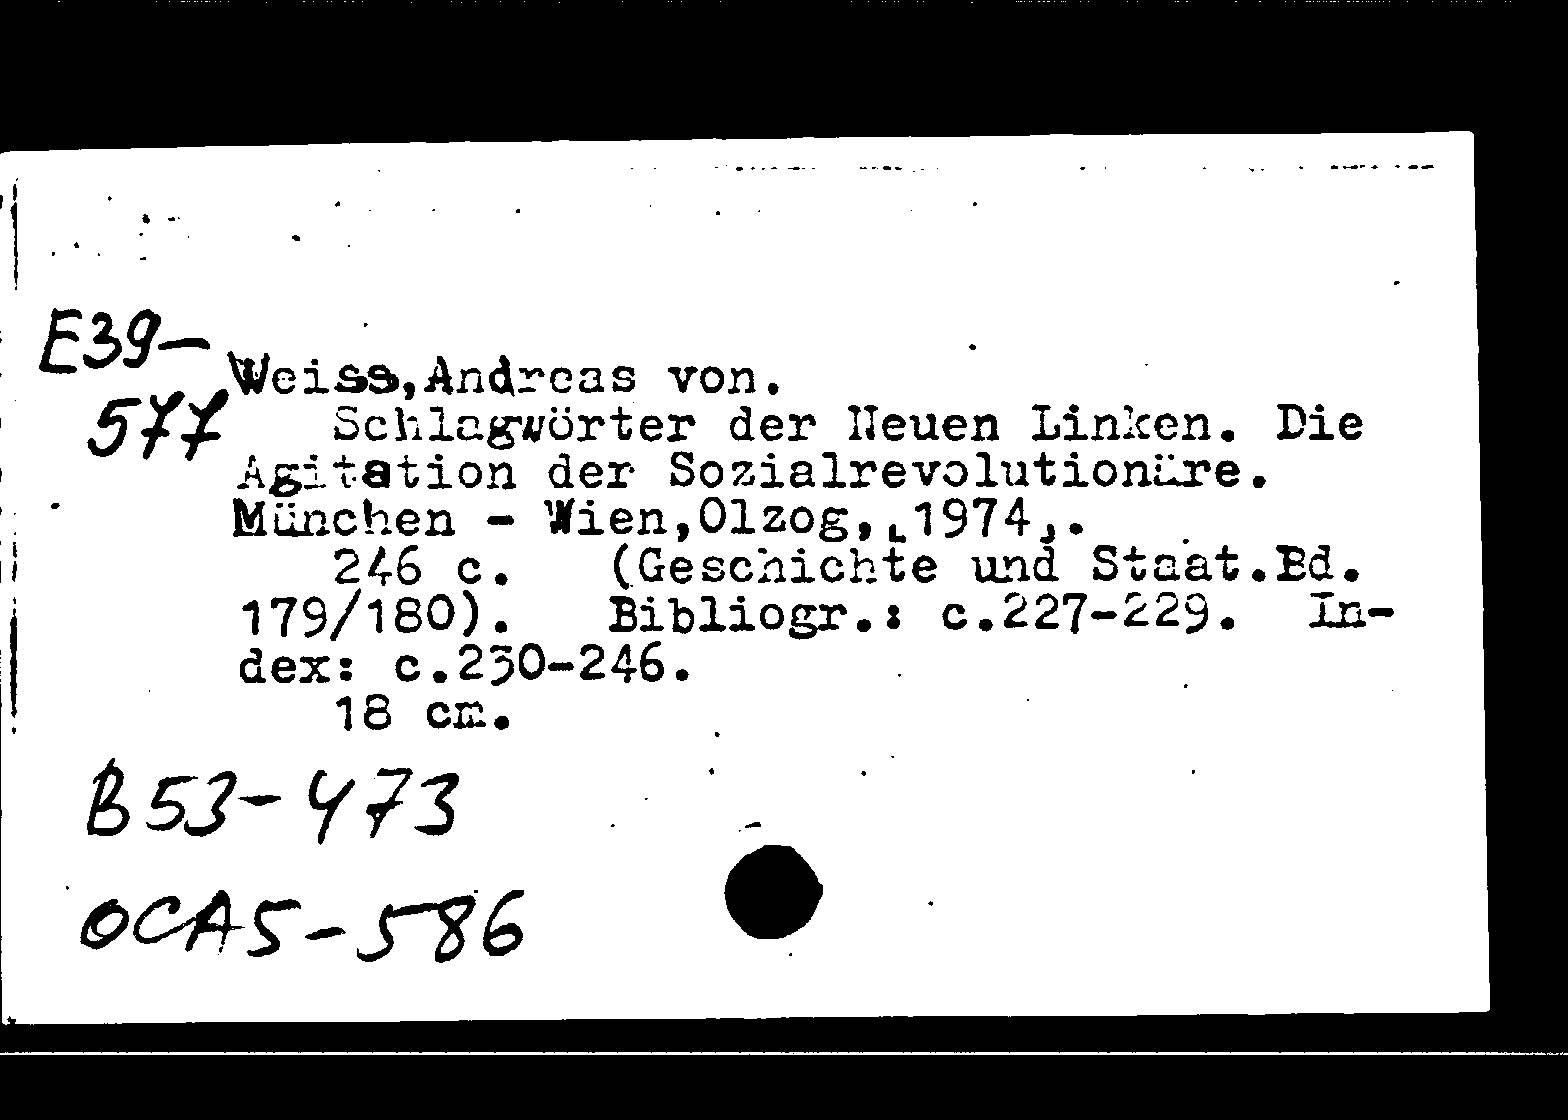 E39-
577
Weiss,Andreas von.
Schlagwörter der Neuen Linken. Die
Agitation der Sozialrevolutionäre.
München - Wien,Olzog,[1974].
246 c. (Geschichte und Staat.Bd.
179/180). Bibliogr.: c.227-229. In-
dex: c.230-246.
18 cm.
B53-473
OCA5-586